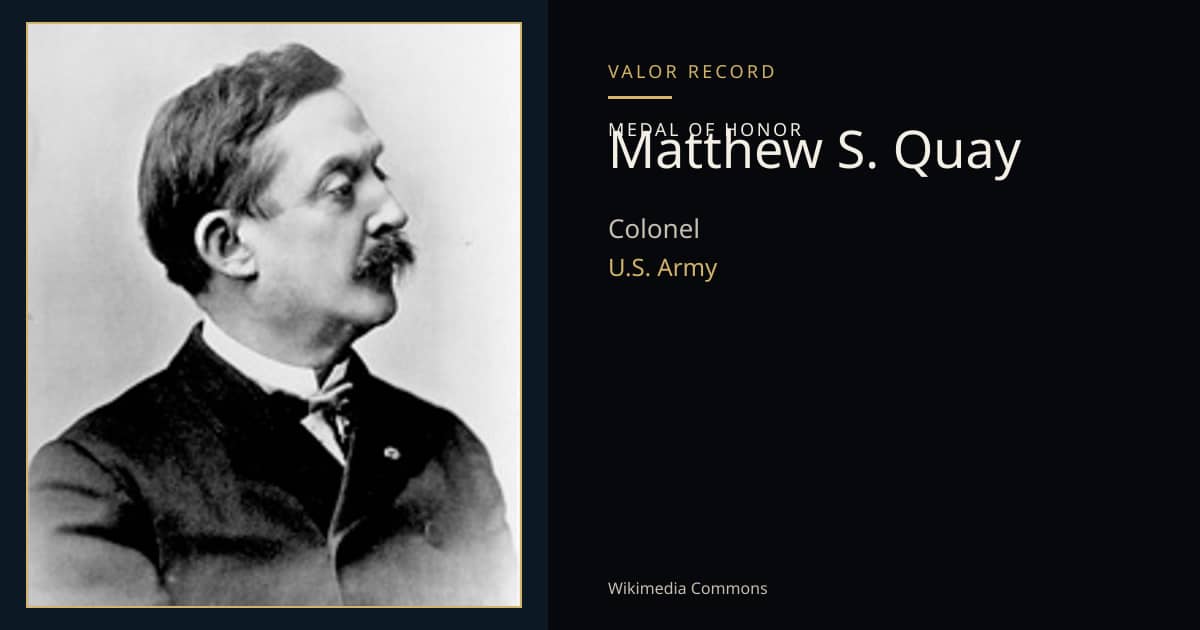 VALOR RECORD
MEDAL OF HONOR
Matthew S. Quay
Colonel
U.S. Army
Wikimedia Commons